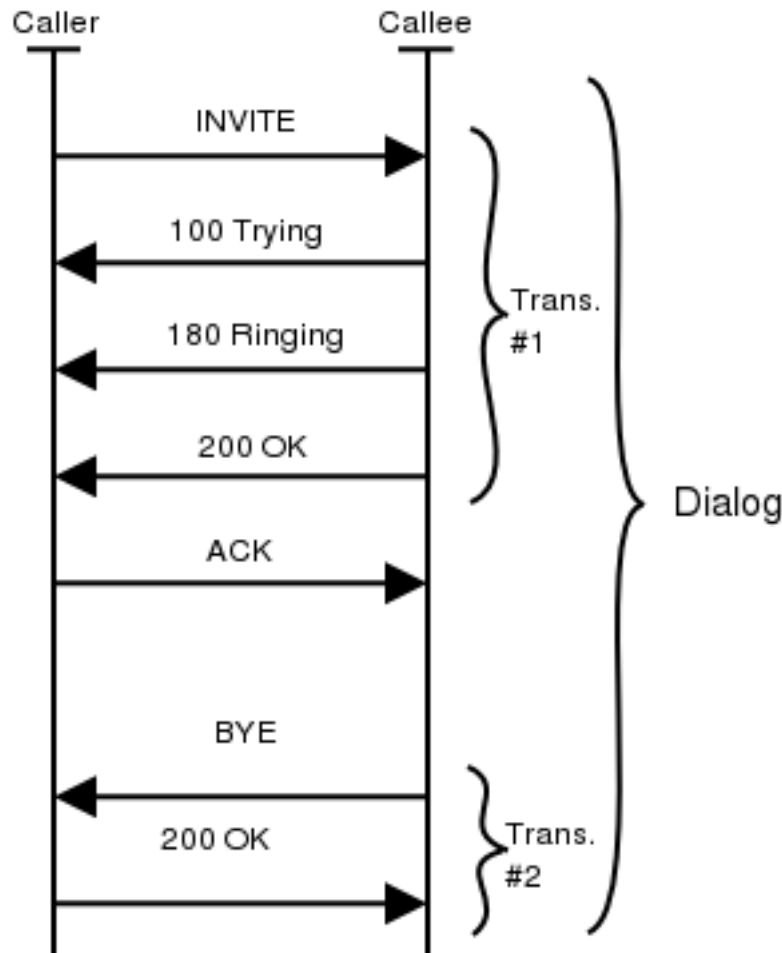 Caller
Callee
INVITE
100 Trying
180 Ringing
200 OK
ACK
BYE
200 OK
Trans.
#1
Trans.
#2
Dialog